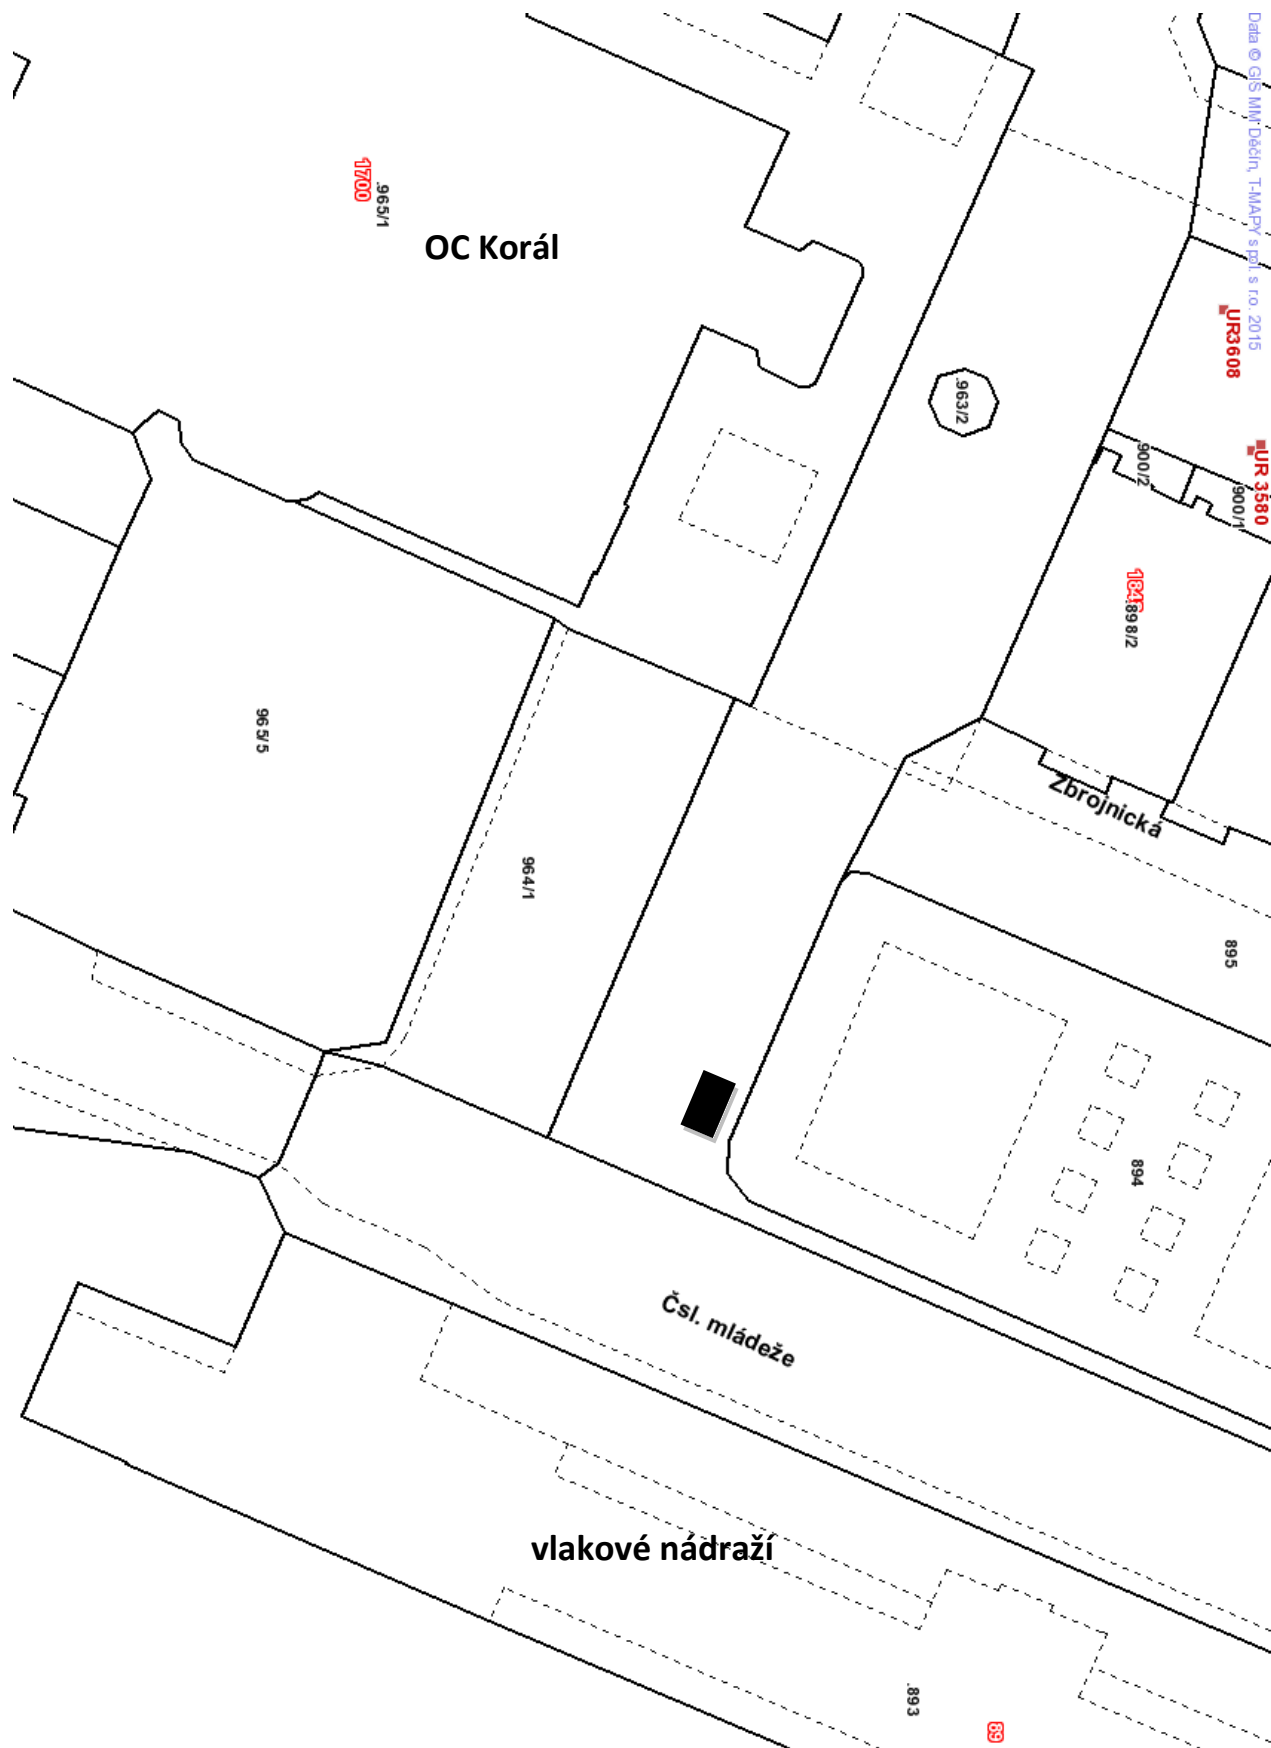 Data © GIS MM Děčín, T-MAPY spol. s r.o. 2015
1700
.965/1
OC Korál
UR3608
.963/2
UR 3580
900/2
900/1
.898/2
965/5
Zbrojnická
964/1
895
894
Čsl. mládeže
vlakové nádraží
.893
89